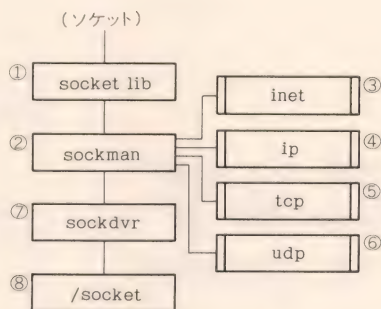 (ソケット)
① socket lib
② sockman
③ inet
④ ip
⑤ tcp
⑥ udp
⑦ sockdvr
⑧ /socket